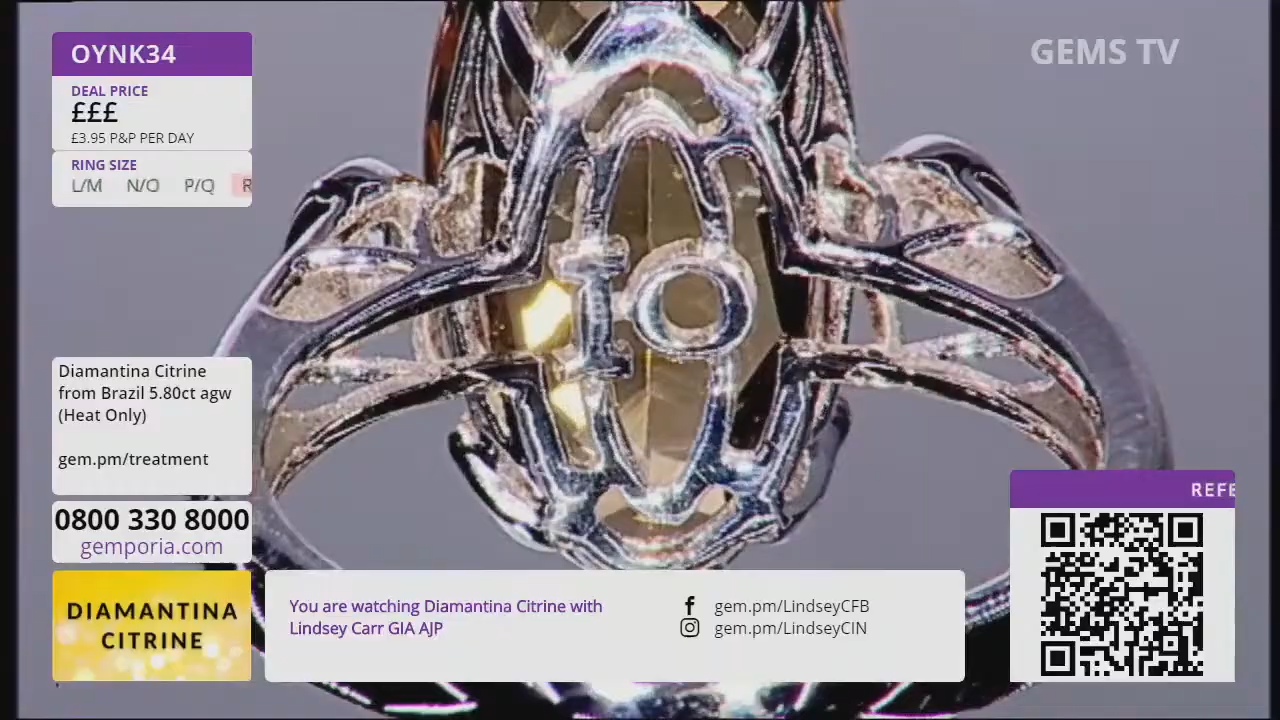 OYNK34
DEAL PRICE
£££
£3.95 P&P PER DAY
RING SIZE
L/M N/O P/Q R
GEMS TV
IO
Diamantina Citrine
from Brazil 5.80ct agw
(Heat Only)
gem.pm/treatment
0800 330 8000
gemporia.com
DIAMANTINA
CITRINE
You are watching Diamantina Citrine with
Lindsey Carr GIA AJP
gem.pm/LindseyCFB
gem.pm/LindseyCIN
REFE